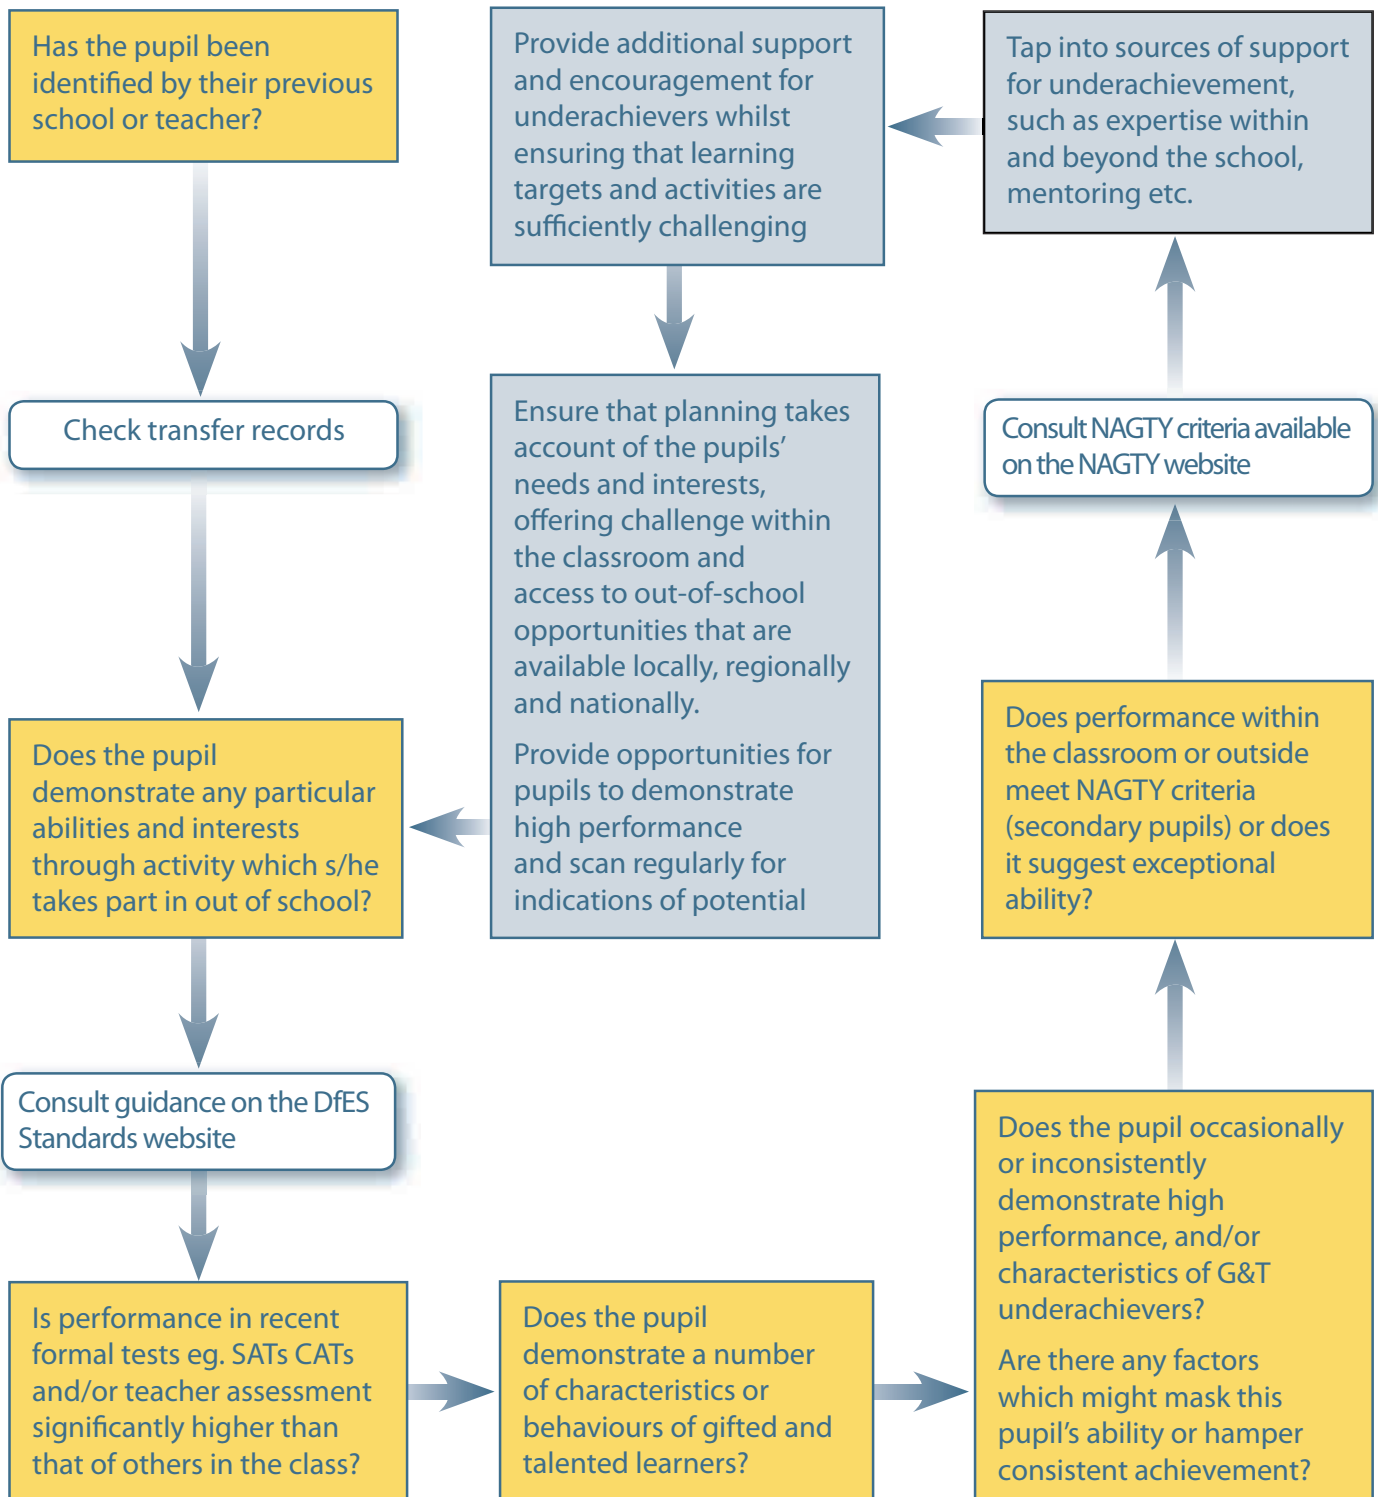 Has the pupil been
identified by their previous
school or teacher?
Check transfer records
Does the pupil
demonstrate any particular
abilities and interests
through activity which s/he
takes part in out of school?
Consult guidance on the DfES
Standards website
Is performance in recent
formal tests eg. SATs CATs
and/or teacher assessment
significantly higher than
that of others in the class?
Does the pupil
demonstrate a number
of characteristics or
behaviours of gifted and
talented learners?
Does the pupil occasionally
or inconsistently
demonstrate high
performance, and/or
characteristics of G&T
underachievers?
Are there any factors
which might mask this
pupil's ability or hamper
consistent achievement?
Does performance within
the classroom or outside
meet NAGTY criteria
(secondary pupils) or does
it suggest exceptional
ability?
Consult NAGTY criteria available
on the NAGTY website
Tap into sources of support
for underachievement,
such as expertise within
and beyond the school,
mentoring etc.
Provide additional support
and encouragement for
underachievers whilst
ensuring that learning
targets and activities are
sufficiently challenging
Ensure that planning takes
account of the pupils'
needs and interests,
offering challenge within
the classroom and
access to out-of-school
opportunities that are
available locally, regionally
and nationally.
Provide opportunities for
pupils to demonstrate
high performance
and scan regularly for
indications of potential